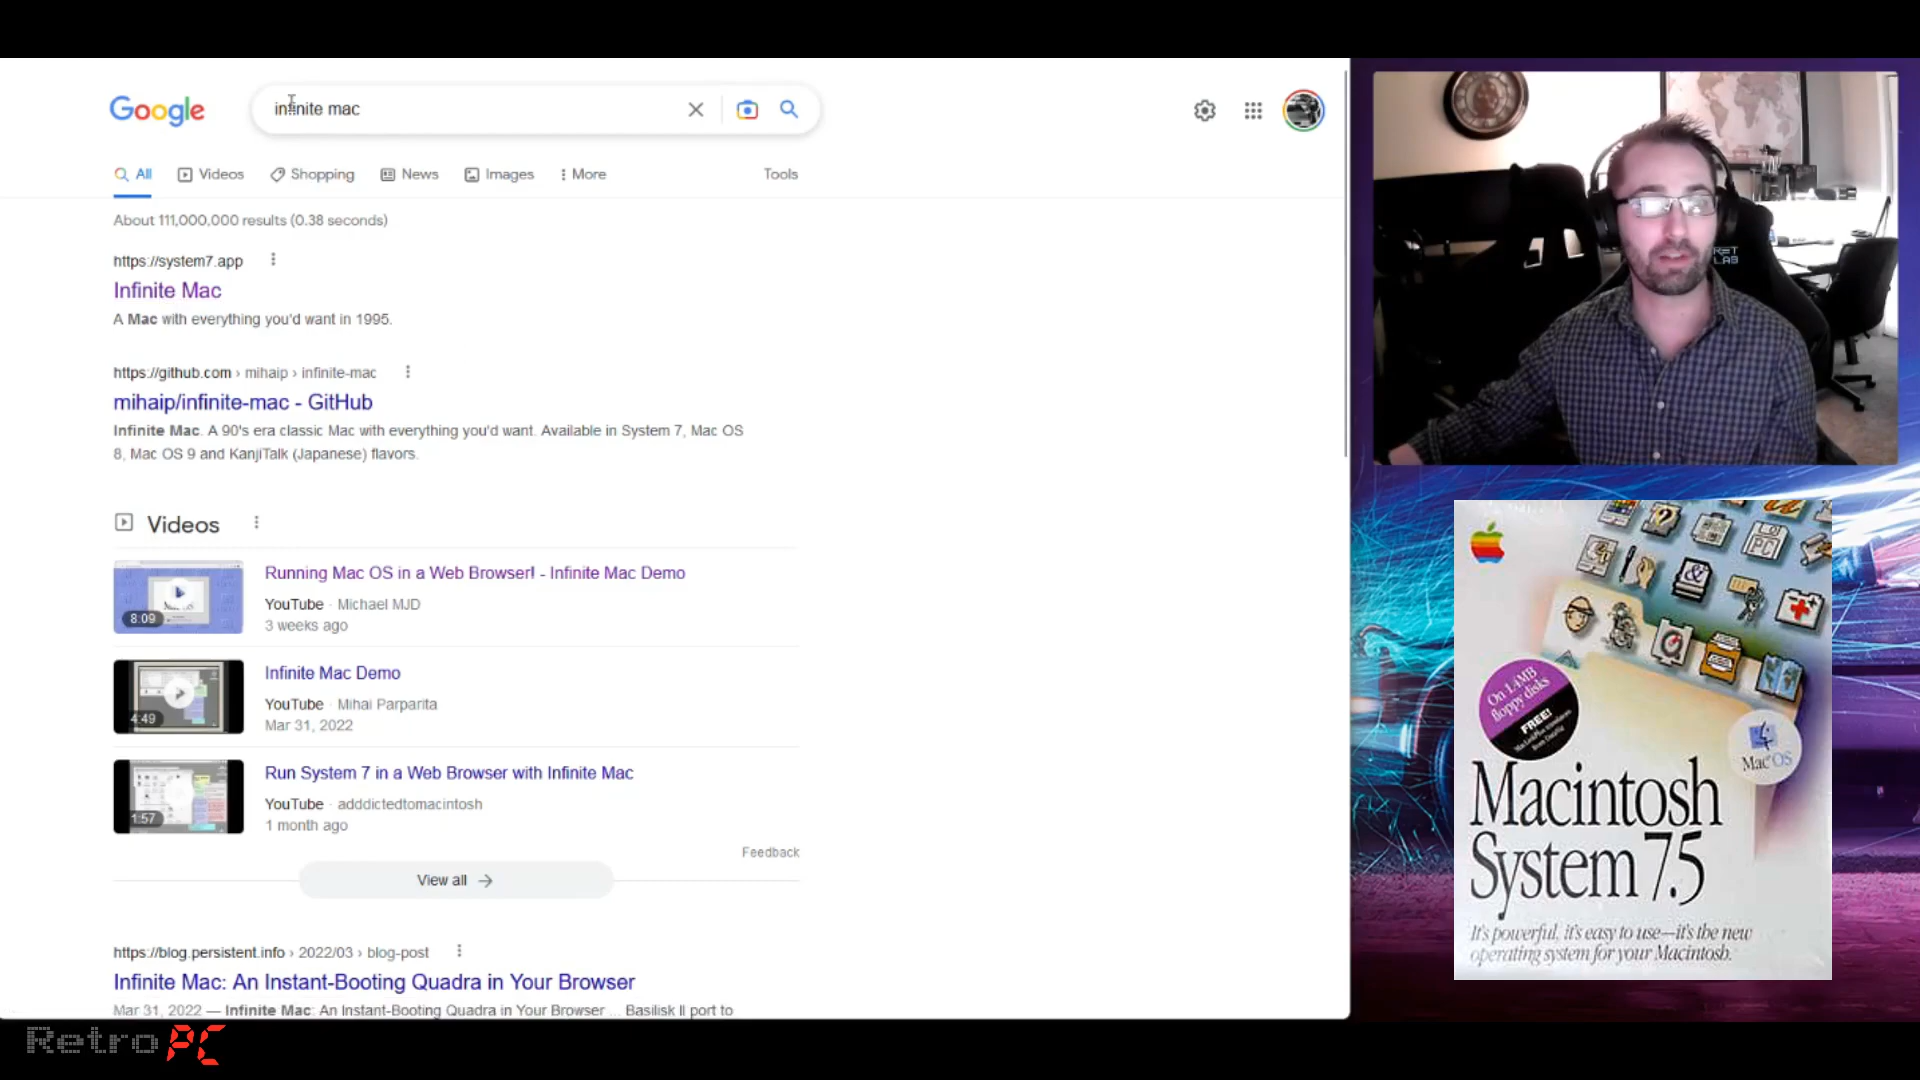 Google
infinite mac
All
Videos
Shopping
News
Images
More
Tools
About 111,000,000 results (0.38 seconds)
https://system7.app
Infinite Mac
A Mac with everything you'd want in 1995.
https://github.com › mihaip › infinite-mac
mihaip/infinite-mac - GitHub
Infinite Mac. A 90's era classic Mac with everything you'd want. Available in System 7, Mac OS
8, Mac OS 9 and KanjiTalk (Japanese) flavors.
Videos
8:09
Running Mac OS in a Web Browser! - Infinite Mac Demo
YouTube · Michael MJD
3 weeks ago
4:49
Infinite Mac Demo
YouTube · Mihai Parparita
Mar 31, 2022
1:57
Run System 7 in a Web Browser with Infinite Mac
YouTube · adddictedtomacintosh
1 month ago
Feedback
View all
https://blog.persistent.info › 2022/03 › blog-post
Infinite Mac: An Instant-Booting Quadra in Your Browser
Mar 31, 2022 — Infinite Mac: An Instant-Booting Quadra in Your Browser ... Basilisk II port to
PC
On 1.4MB
floppy disks
FREE!
Mac OS
Macintosh
System 7.5
It's powerful, it's easy to use—it's the new
operating system for your Macintosh.
RetroPC